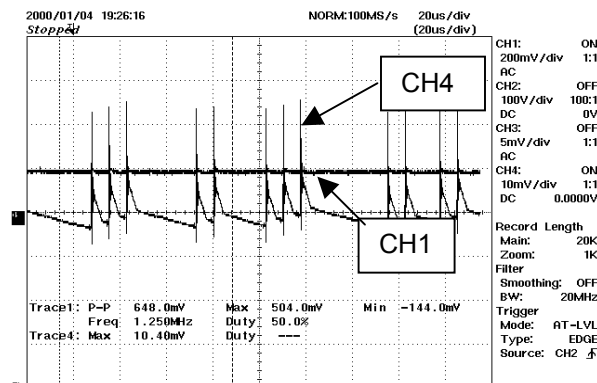 2000/01/04 19:26:16 NORM:100MS/s 20us/div
Stopped (20us/div)
CH1: ON
200mV/div 1:1
AC
CH2: OFF
100V/div 100:1
DC 0V
CH3: OFF
5mV/div 1:1
AC
CH4: ON
10mV/div 1:1
DC 0.0000V
Record Length
Main: 20K
Zoom: 1K
Filter
Smoothing: OFF
BW: 20MHz
Trigger
Mode: AT-LVL
Type: EDGE
Source: CH2
CH4
CH1
Trace1: P-P 648.0mV Max 504.0mV Min -144.0mV
Freq 1.250MHz Duty 50.0%
Trace4: Max 10.40mV Duty ---